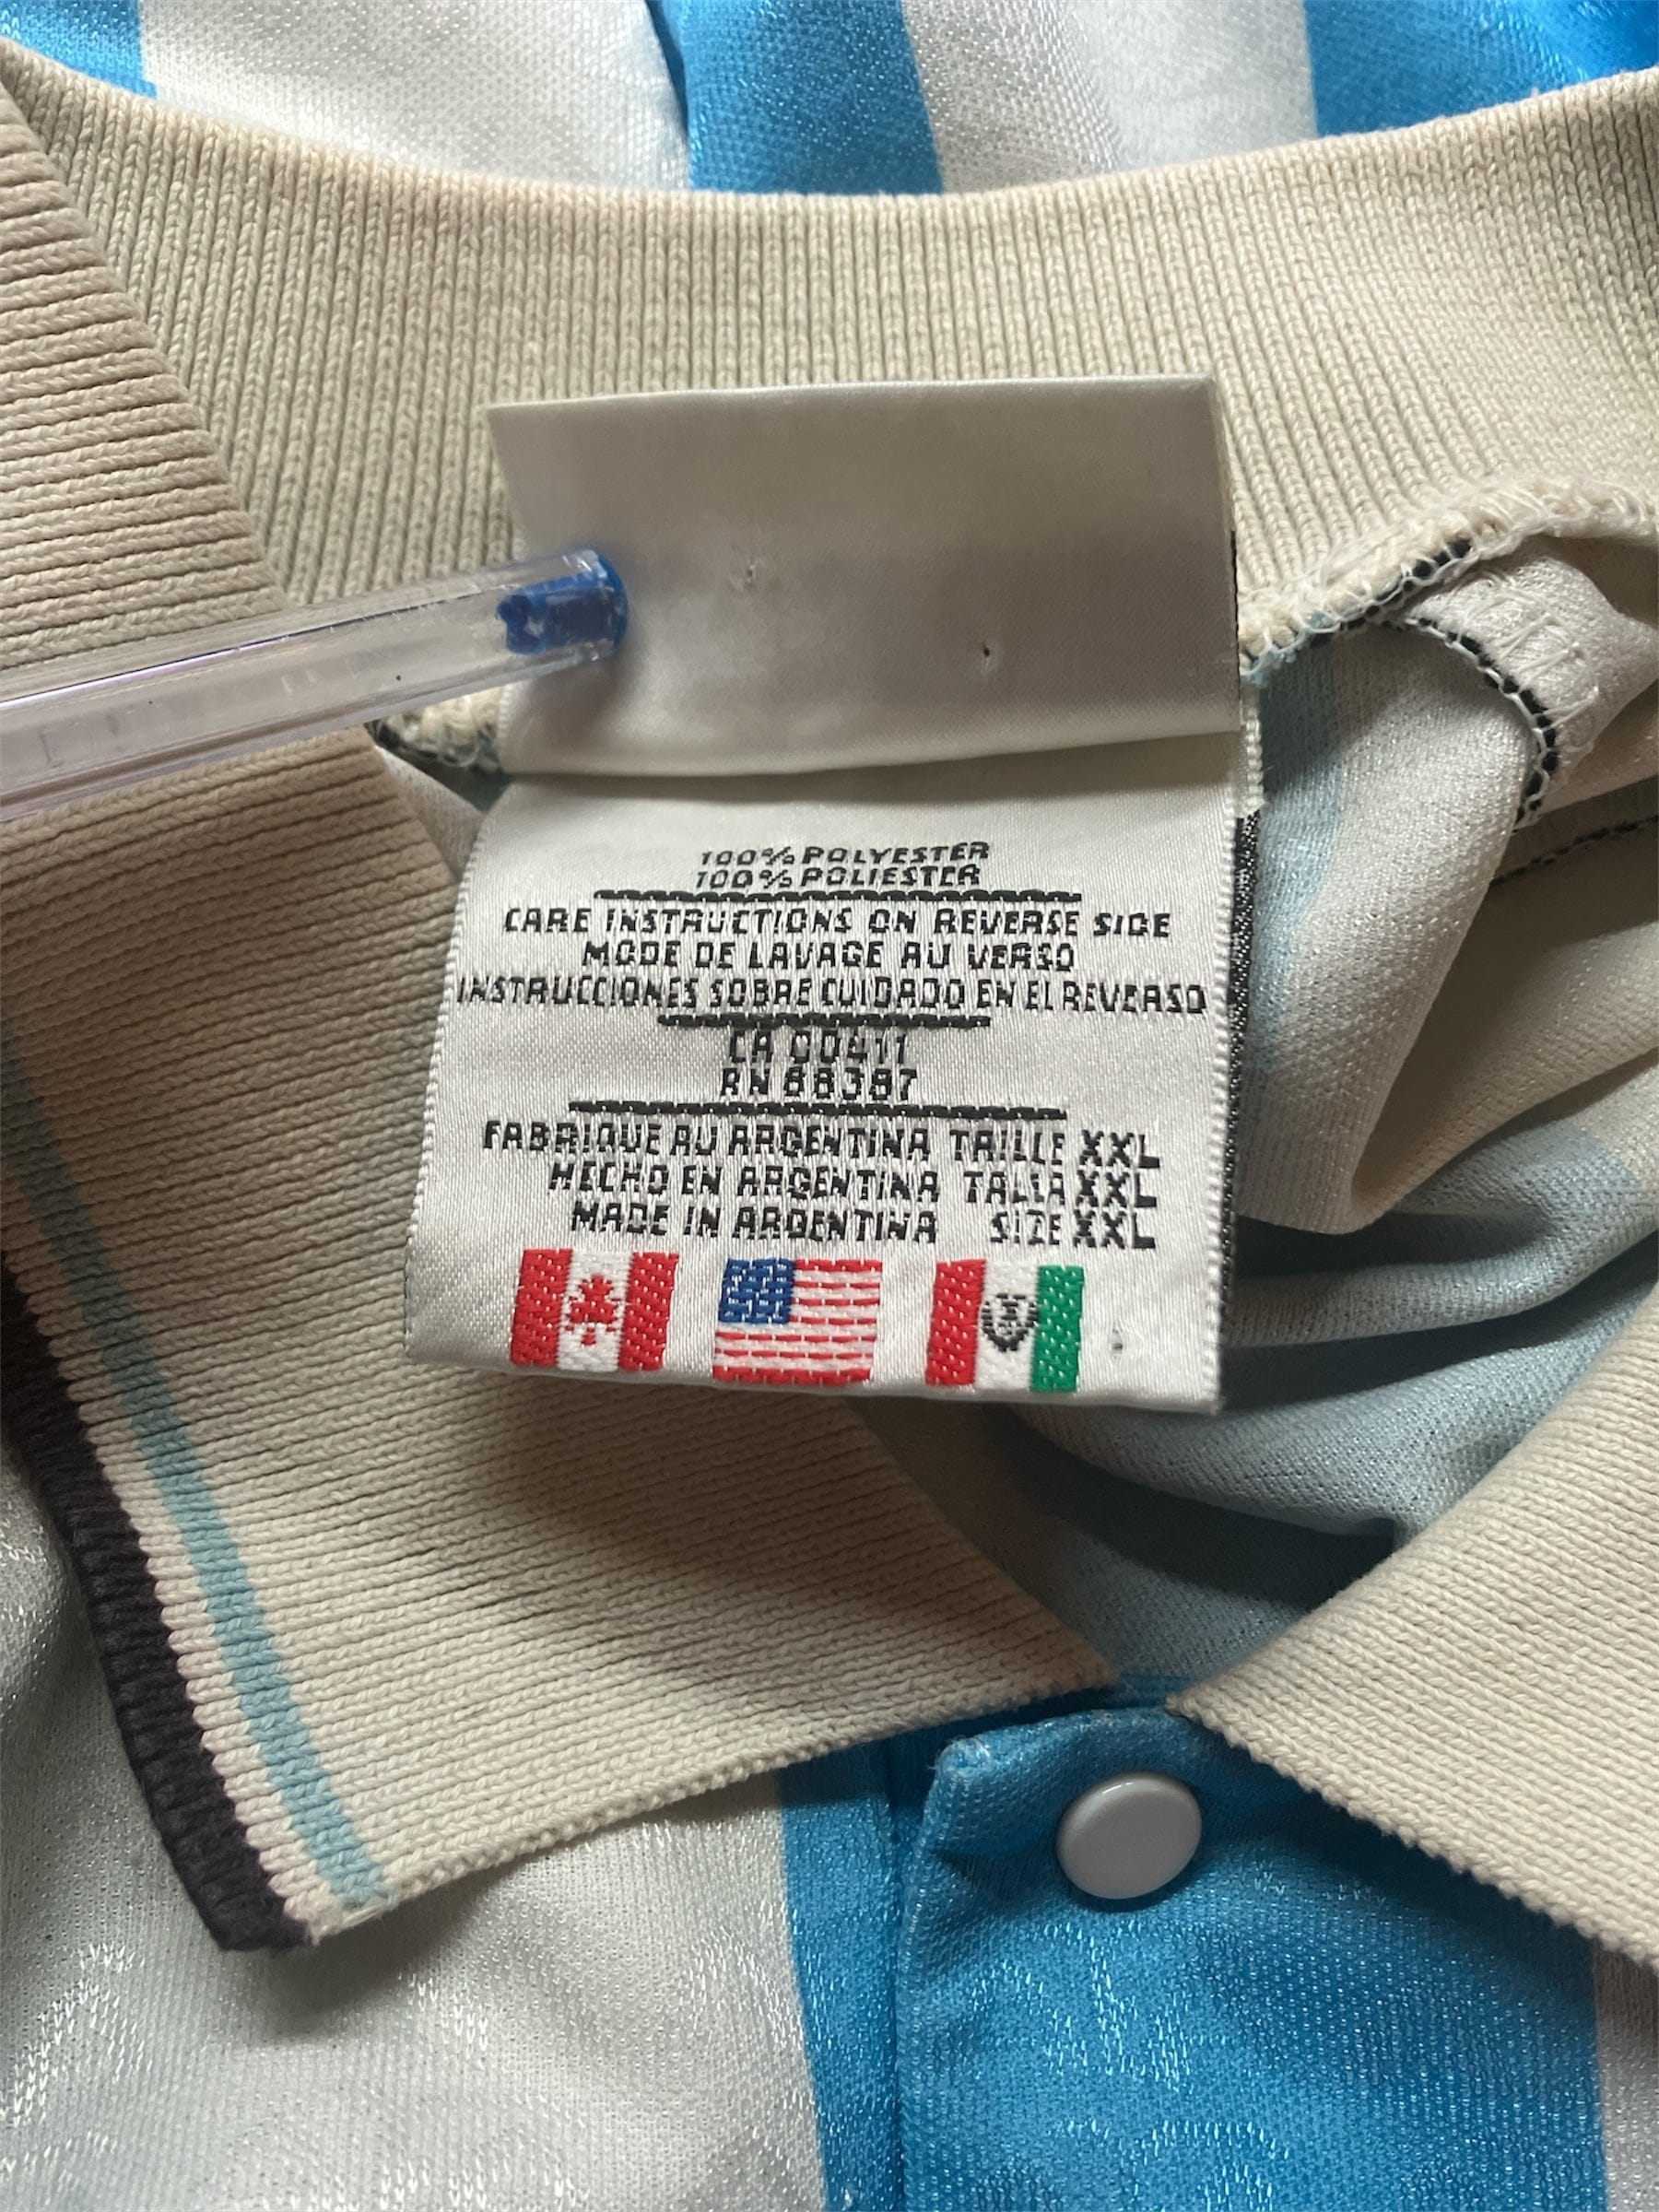 100% POLYESTER
100% POLIESTER
CARE INSTRUCTIONS ON REVERSE SIDE
MODE DE LAVAGE AU VERSO
INSTRUCCIONES SOBRE CUIDADO EN EL REVERSO
CA 00411
RN 88387
FABRIQUE AU ARGENTINA TAILLE XXL
HECHO EN ARGENTINA TALLA XXL
MADE IN ARGENTINA SIZE XXL